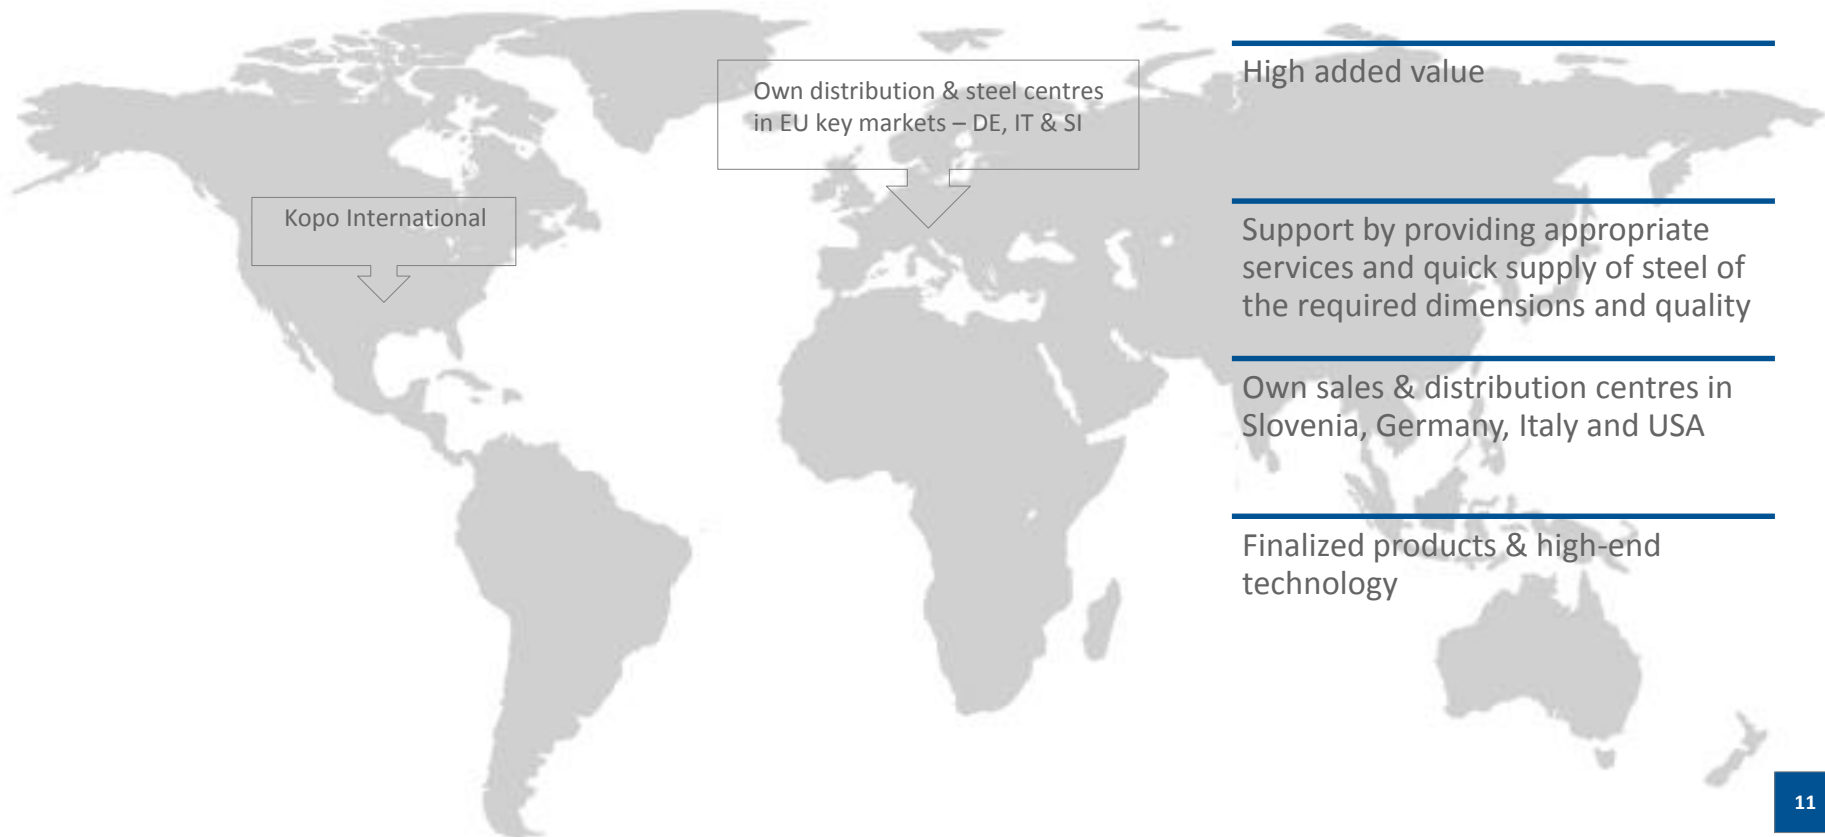 Own distribution & steel centres
in EU key markets – DE, IT & SI
Kopo International
High added value
Support by providing appropriate
services and quick supply of steel of
the required dimensions and quality
Own sales & distribution centres in
Slovenia, Germany, Italy and USA
Finalized products & high-end
technology
11